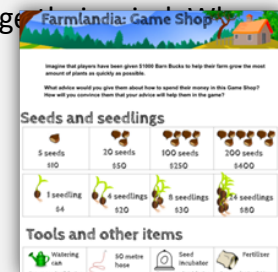 Farmlandia: Game Shop
Imagine that players have been given $1000 Barn Bucks to help their farm grow the most
amount of plants as quickly as possible.
What advice would you give them about how to spend their money in this Game Shop?
How will you convince them that your advice will help them in the game?
Seeds and seedlings
5 seeds 20 seeds 100 seeds 200 seeds
$10 $50 $250 $400
1 seedling 4 seedlings 8 seedlings 24 seedlings
$4 $20 $30 $80
Tools and other items
Watering can
50 metre hose
Seed incubator
Fertiliser